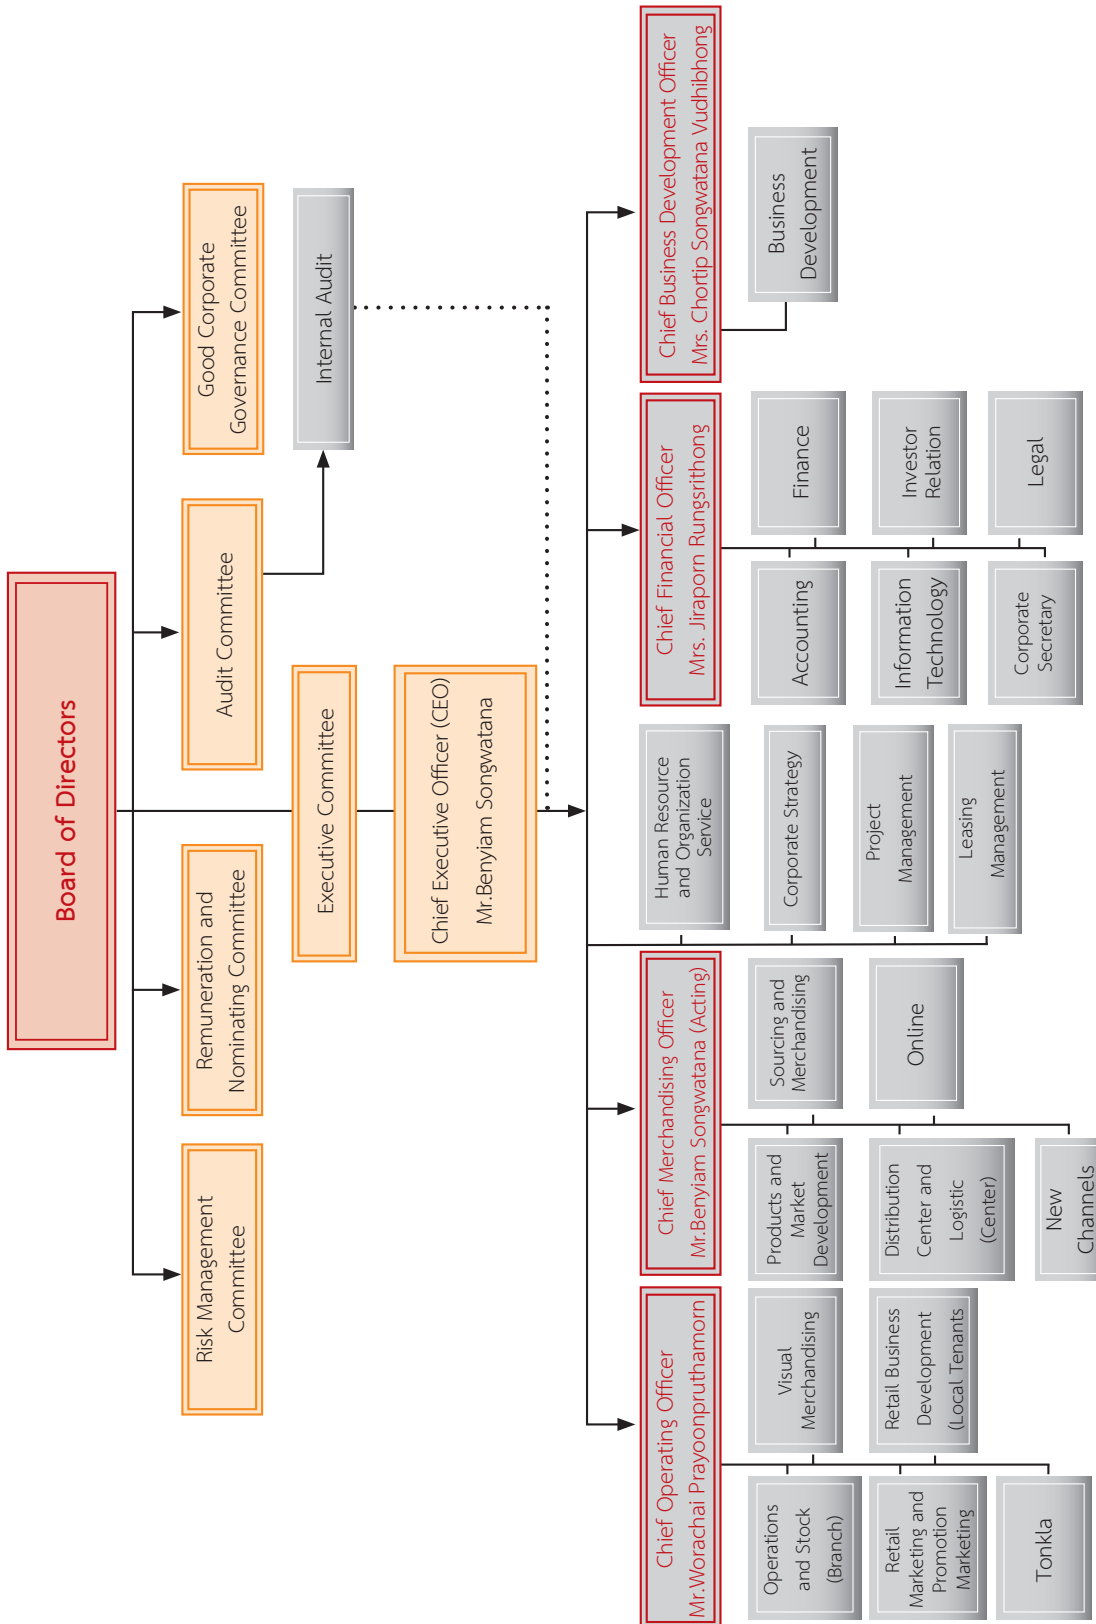 Board of Directors
Risk Management
Committee
Remuneration and
Nominating Committee
Audit Committee
Good Corporate
Governance Committee
Internal Audit
Executive Committee
Chief Executive Officer (CEO)
Mr.Benyiam Songwatana
Chief Operating Officer
Mr.Worachai Prayoonpruthamorn
Operations
and Stock
(Branch)
Visual
Merchandising
Retail
Marketing and
Promotion
Marketing
Retail Business
Development
(Local Tenants)
Tonkla
Chief Merchandising Officer
Mr.Benyiam Songwatana (Acting)
Products and
Market
Development
Sourcing and
Merchandising
Distribution
Center and
Logistic
(Center)
Online
New
Channels
Human Resource
and Organization
Service
Corporate Strategy
Project
Management
Leasing
Management
Chief Financial Officer
Mrs. Jiraporn Rungsrithong
Accounting
Finance
Information
Technology
Investor
Relation
Corporate
Secretary
Legal
Chief Business Development Officer
Mrs. Chortip Songwatana Vudhibhong
Business
Development